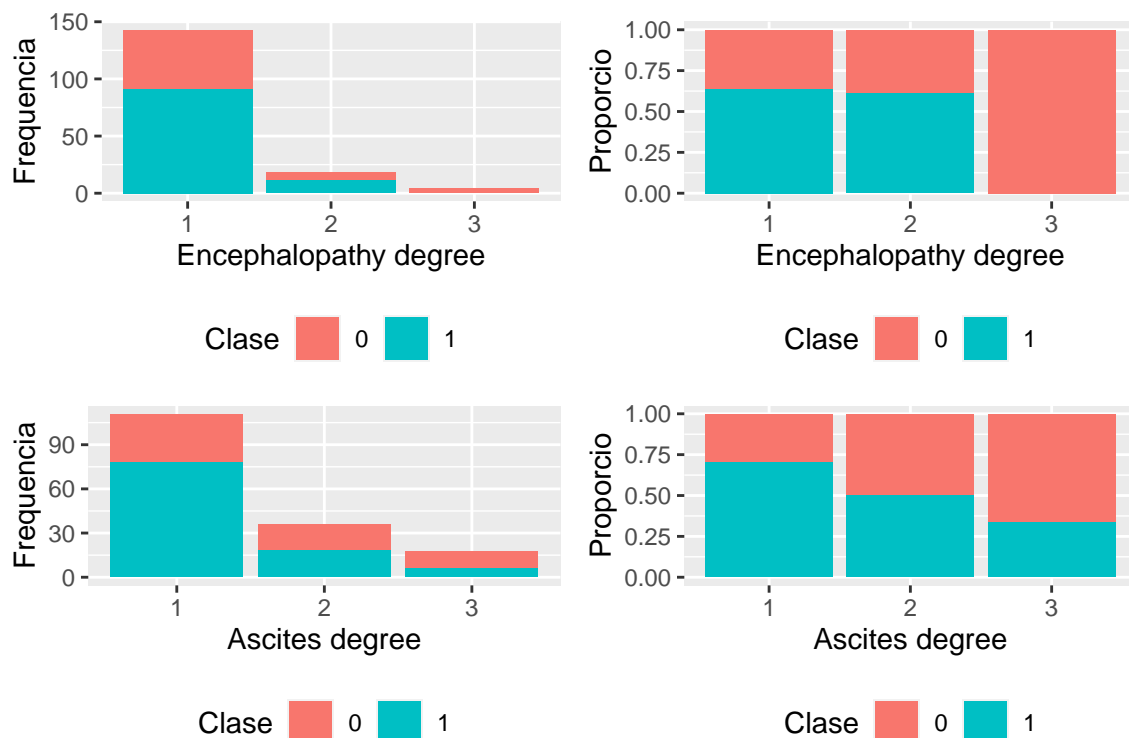 Frequencia
150
100
50
0
1 2 3
Encephalopathy degree
Clase 0 1
Proporcio
1.00
0.75
0.50
0.25
0.00
1 2 3
Encephalopathy degree
Clase 0 1
Frequencia
90
60
30
0
1 2 3
Ascites degree
Clase 0 1
Proporcio
1.00
0.75
0.50
0.25
0.00
1 2 3
Ascites degree
Clase 0 1